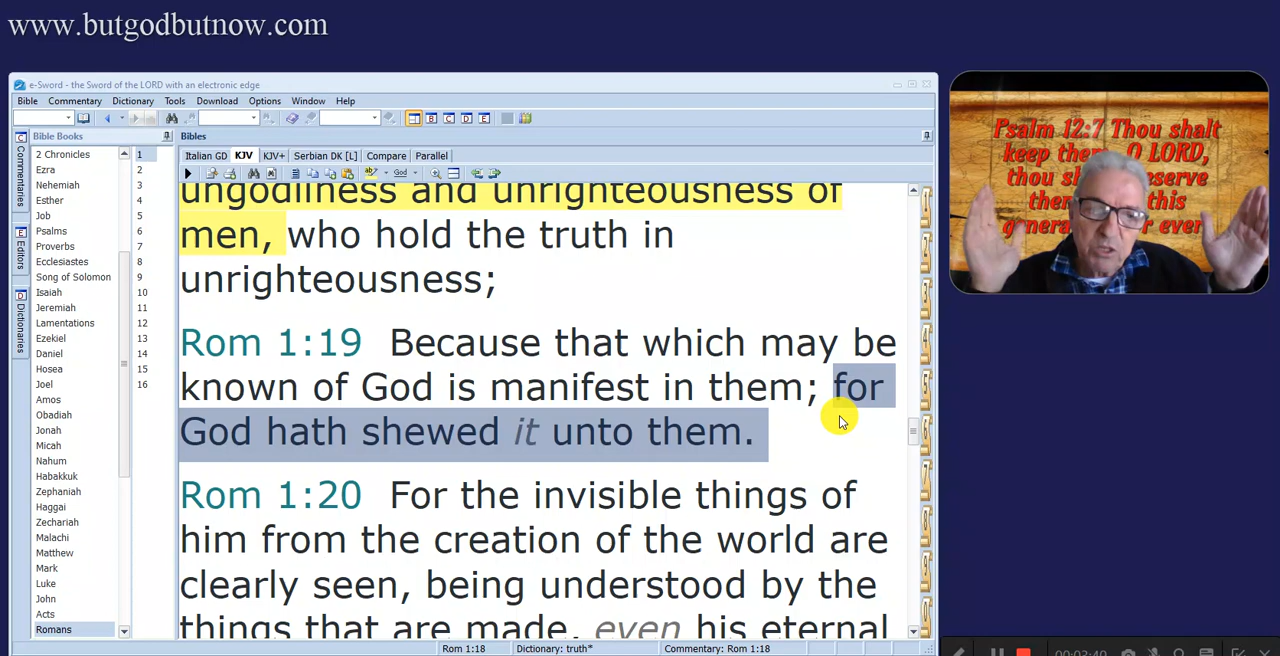 www.butgodbutnow.com
e-Sword - the Sword of the LORD with an electronic edge
Bible Commentary Dictionary Tools Download Options Window Help
B C D E
Bible Books
Bibles
Italian GD KJV KJV+ Serbian DK [L] Compare Parallel
Commentaries
Editors
Dictionaries
2 Chronicles
Ezra
Nehemiah
Esther
Job
Psalms
Proverbs
Ecclesiastes
Song of Solomon
Isaiah
Jeremiah
Lamentations
Ezekiel
Daniel
Hosea
Joel
Amos
Obadiah
Jonah
Micah
Nahum
Habakkuk
Zephaniah
Haggai
Zechariah
Malachi
Matthew
Mark
Luke
John
Acts
Romans
1
2
3
4
5
6
7
8
9
10
11
12
13
14
15
16
ungodliness and unrighteousness of
men, who hold the truth in
unrighteousness;
Rom 1:19 Because that which may be
known of God is manifest in them; for
God hath shewed it unto them.
Rom 1:20 For the invisible things of
him from the creation of the world are
clearly seen, being understood by the
things that are made, even his eternal
Rom 1:18 Dictionary: truth* Commentary: Rom 1:18
Psalm 12:7 Thou shalt
keep them, O LORD,
thou
this
ever
00:03:40